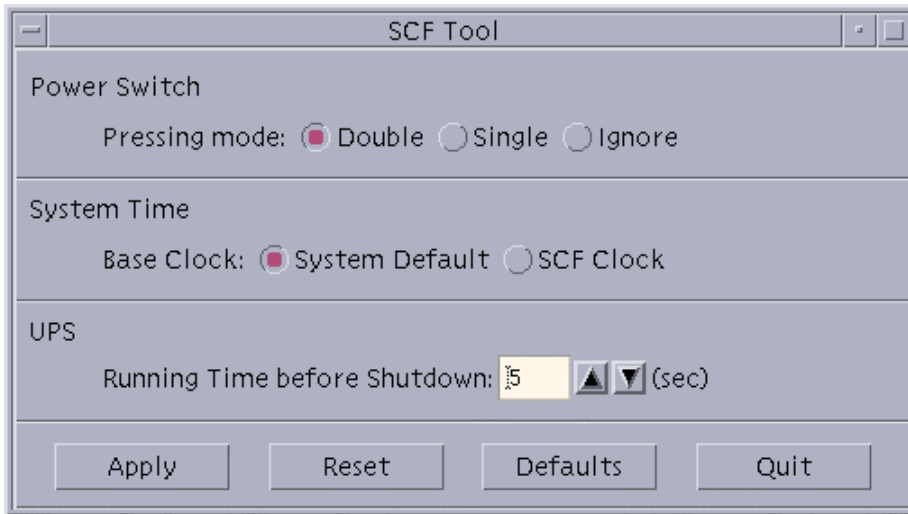 SCF Tool
Power Switch
Pressing mode: Double Single Ignore
System Time
Base Clock: System Default SCF Clock
UPS
Running Time before Shutdown: 5 (sec)
Apply Reset Defaults Quit